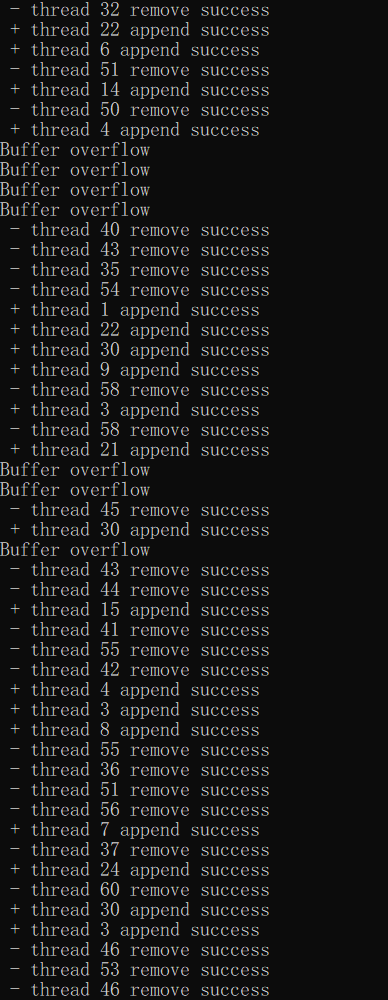 - thread 32 remove success
+ thread 22 append success
+ thread 6 append success
- thread 51 remove success
+ thread 14 append success
- thread 50 remove success
+ thread 4 append success
Buffer overflow
Buffer overflow
Buffer overflow
Buffer overflow
- thread 40 remove success
- thread 43 remove success
- thread 35 remove success
- thread 54 remove success
+ thread 1 append success
+ thread 22 append success
+ thread 30 append success
+ thread 9 append success
- thread 58 remove success
+ thread 3 append success
- thread 58 remove success
+ thread 21 append success
Buffer overflow
Buffer overflow
- thread 45 remove success
+ thread 30 append success
Buffer overflow
- thread 43 remove success
- thread 44 remove success
+ thread 15 append success
- thread 41 remove success
- thread 55 remove success
- thread 42 remove success
+ thread 4 append success
+ thread 3 append success
+ thread 8 append success
- thread 55 remove success
- thread 36 remove success
- thread 51 remove success
- thread 56 remove success
+ thread 7 append success
- thread 37 remove success
+ thread 24 append success
- thread 60 remove success
+ thread 30 append success
+ thread 3 append success
- thread 46 remove success
- thread 53 remove success
- thread 46 remove success